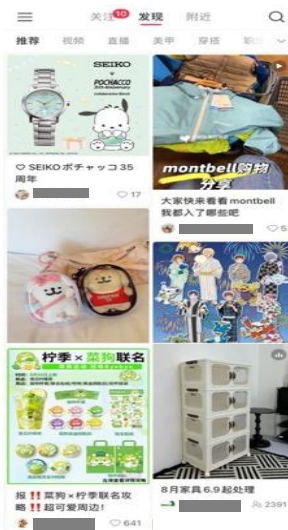 关注 10 发现 附近
推荐 视频 直播 美甲 穿搭
SEIKO
×
POCHACCO
35th Anniversary
♡ SEIKOポチャッコ35
周年
17
montbell购物
分享
大家快来看看montbell
我都入了哪些吧
5
柠季×菜狗联名
报‼️菜狗×柠季联名攻
略‼️超可爱周边!
641
8月家具6.9起处理
2391